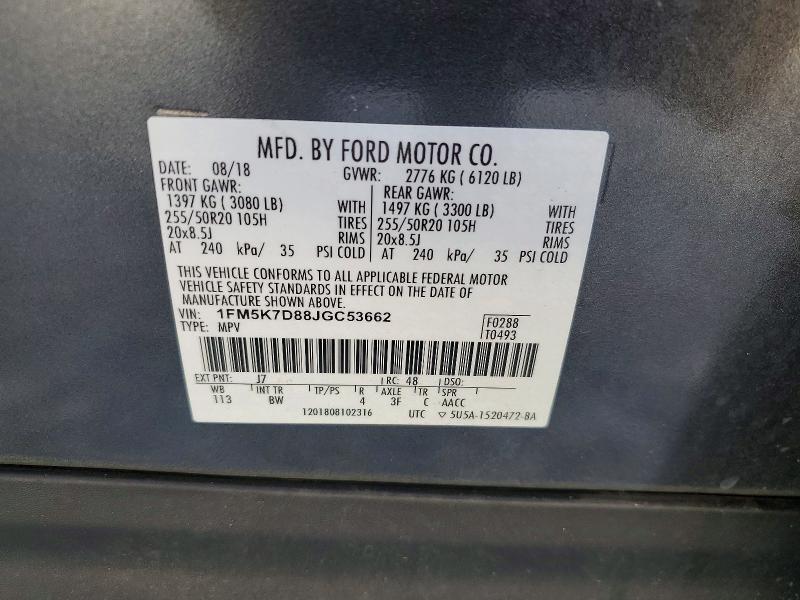 MFD. BY FORD MOTOR CO.
DATE: 08/18 GVWR: 2776 KG ( 6120 LB)
FRONT GAWR: REAR GAWR:
1397 KG ( 3080 LB) WITH 1497 KG ( 3300 LB) WITH
255/50R20 105H TIRES 255/50R20 105H TIRES
20x8.5J RIMS 20x8.5J RIMS
AT 240 kPa/ 35 PSI COLD AT 240 kPa/ 35 PSI COLD
THIS VEHICLE CONFORMS TO ALL APPLICABLE FEDERAL MOTOR
VEHICLE SAFETY STANDARDS IN EFFECT ON THE DATE OF
MANUFACTURE SHOWN ABOVE.
VIN: 1FM5K7D88JGC53662 F0288
TYPE: MPV T0493
EXT PNT: J7 RC: 48 DSO:
WB INT TR TP/PS R AXLE TR SPR
113 BW 4 3F C AACC
1201808102316 UTC ▽ 5U5A-1520472-BA